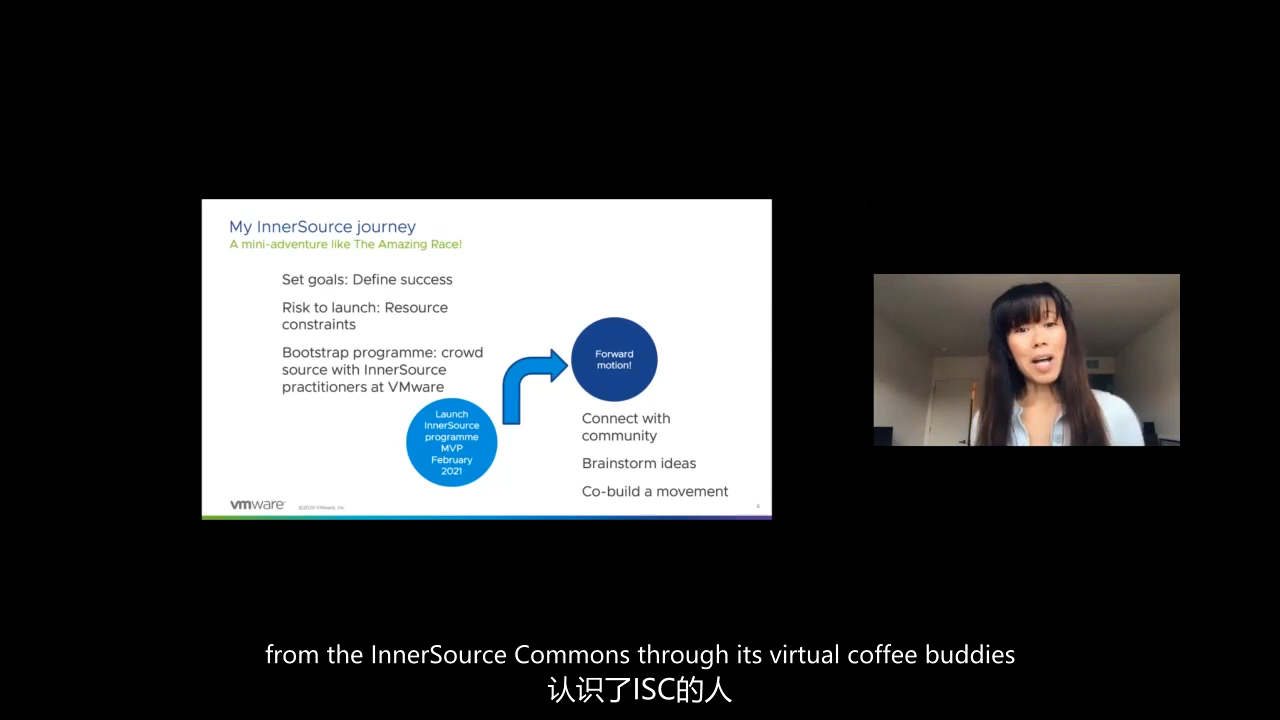 My InnerSource journey
A mini-adventure like The Amazing Race!
Set goals: Define success
Risk to launch: Resource
constraints
Bootstrap programme: crowd
source with InnerSource
practitioners at VMware
Launch
InnerSource
programme
MVP
February
2021
Forward
motion!
Connect with
community
Brainstorm ideas
Co-build a movement
vmware
©2020 VMware, Inc.
from the InnerSource Commons through its virtual coffee buddies
认识了ISC的人